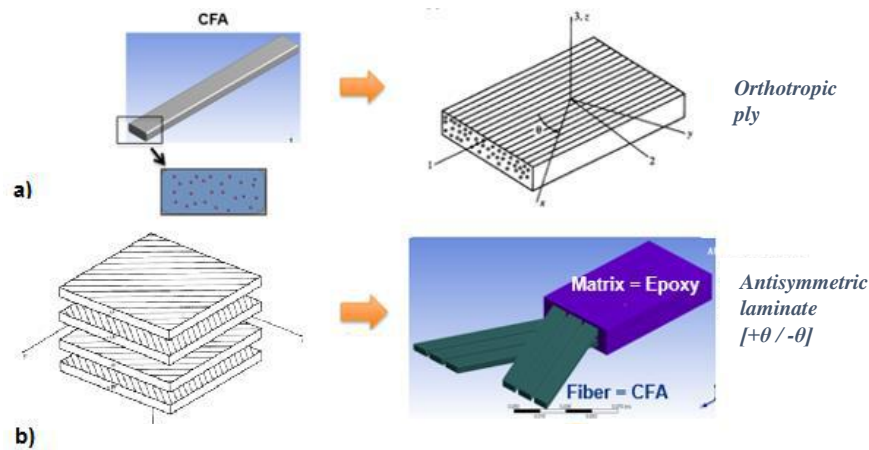 CFA
3, z
Orthotropic
ply
θ
1
2
y
x
a)
Matrix = Epoxy
Antisymmetric
laminate
[+θ / -θ]
Fiber = CFA
b)